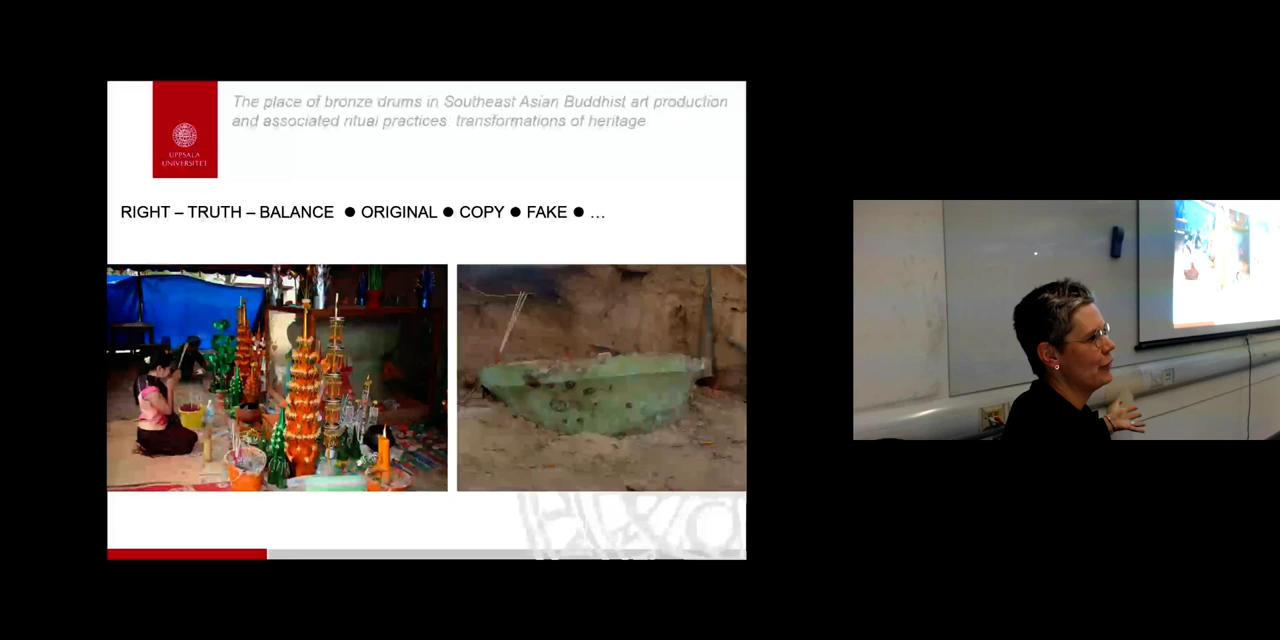 The place of bronze drums in Southeast Asian Buddhist art production
and associated ritual practices: transformations of heritage
UPPSALA
UNIVERSITET
RIGHT – TRUTH – BALANCE ● ORIGINAL ● COPY ● FAKE ● …